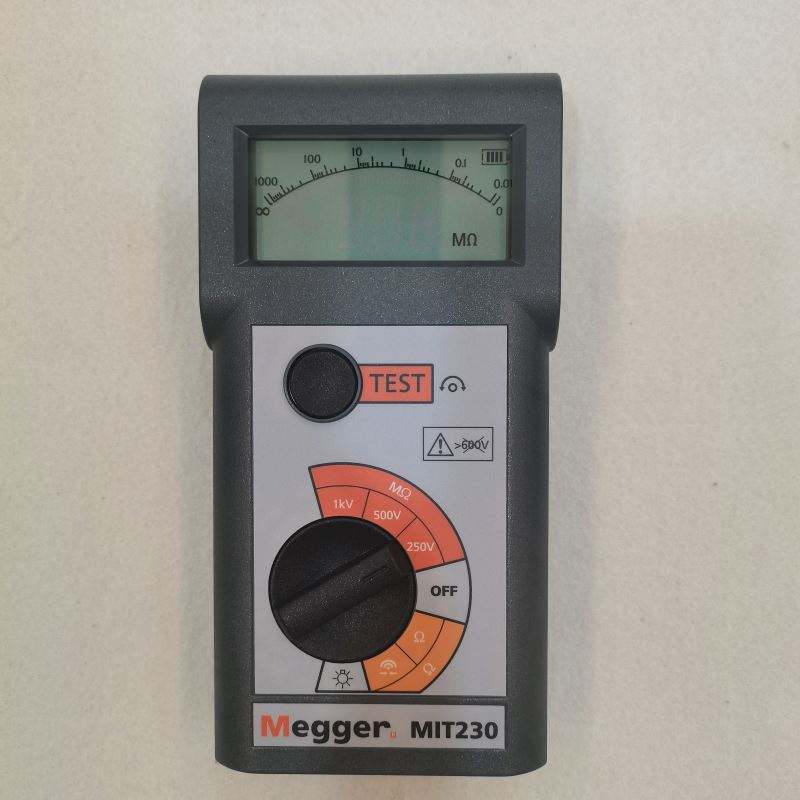 1000 100 10 1 0.1 0.01
∞ 0
MΩ
TEST
>600V
MΩ
1kV 500V 250V
OFF
Ω
Ω
Megger. MIT230